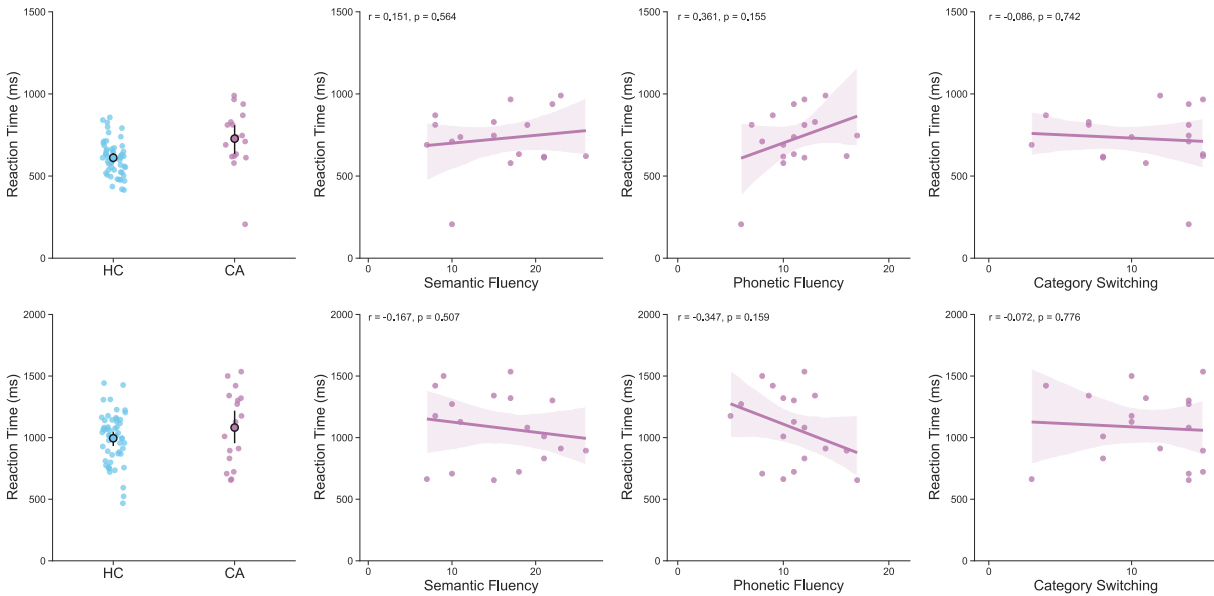 1500
1000
500
0
Reaction Time (ms)
HC
CA
r = 0.151, p = 0.564
1500
1000
500
0
Reaction Time (ms)
0
10
20
Semantic Fluency
r = 0.361, p = 0.155
1500
1000
500
0
Reaction Time (ms)
0
10
20
Phonetic Fluency
r = -0.086, p = 0.742
1500
1000
500
0
Reaction Time (ms)
0
10
Category Switching
2000
1500
1000
500
0
Reaction Time (ms)
HC
CA
r = -0.167, p = 0.507
2000
1500
1000
500
0
Reaction Time (ms)
0
10
20
Semantic Fluency
r = -0.347, p = 0.159
2000
1500
1000
500
0
Reaction Time (ms)
0
10
20
Phonetic Fluency
r = -0.072, p = 0.776
2000
1500
1000
500
0
Reaction Time (ms)
0
10
Category Switching